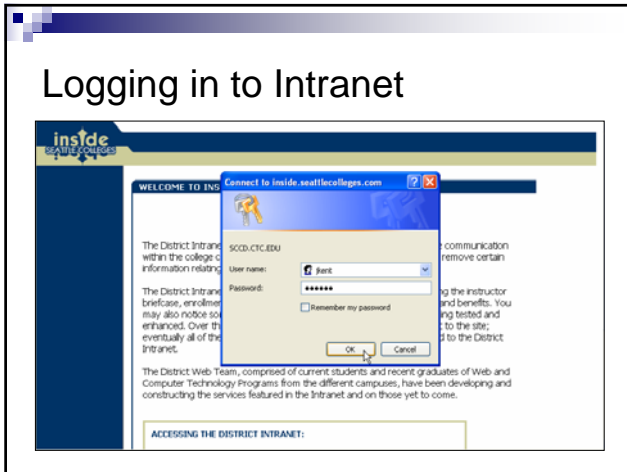 Logging in to Intranet
inside
SEATTLE COLLEGES
WELCOME TO INS
Connect to inside.seattlecolleges.com
The District Intrane
communication
within the college c
remove certain
information relating
SCCD.CTC.EDU
User name:
jkent
Password:
••••••
Remember my password
OK
Cancel
The District Intrane
ng the instructor
briefcase, enrollmen
and benefits. You
may also notice so
ing tested and
enhanced. Over th
t to the site;
eventually all of the
d to the District
Intranet.
The District Web Team, comprised of current students and recent graduates of Web and
Computer Technology Programs from the different campuses, have been developing and
constructing the services featured in the Intranet and on those yet to come.
ACCESSING THE DISTRICT INTRANET: